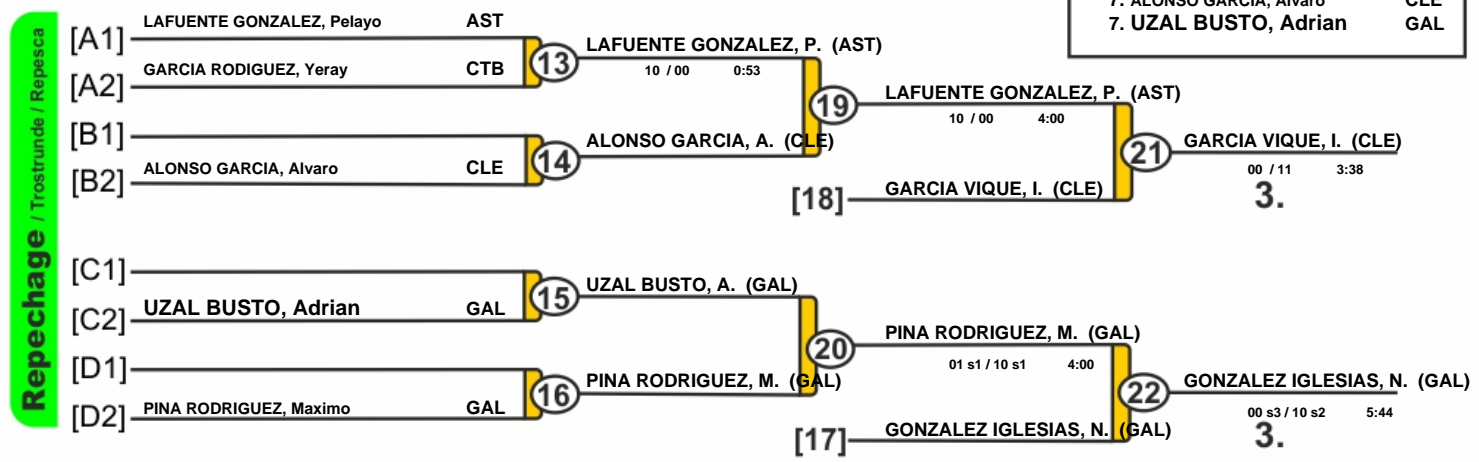 7. ALONSO GARCIA, Alvaro CLE
7. UZAL BUSTO, Adrian GAL
Repechage / Trostrunde / Repesca
[A1] LAFUENTE GONZALEZ, Pelayo AST
[A2] GARCIA RODIGUEZ, Yeray CTB
13
LAFUENTE GONZALEZ, P. (AST)
10 / 00 0:53
[B1]
[B2] ALONSO GARCIA, Alvaro CLE
14
ALONSO GARCIA, A. (CLE)
19
LAFUENTE GONZALEZ, P. (AST)
10 / 00 4:00
[18] GARCIA VIQUE, I. (CLE)
21
GARCIA VIQUE, I. (CLE)
00 / 11 3:38
3.
[C1]
[C2] UZAL BUSTO, Adrian GAL
15
UZAL BUSTO, A. (GAL)
[D1]
[D2] PINA RODRIGUEZ, Maximo GAL
16
PINA RODRIGUEZ, M. (GAL)
20
PINA RODRIGUEZ, M. (GAL)
01 s1 / 10 s1 4:00
[17] GONZALEZ IGLESIAS, N. (GAL)
22
GONZALEZ IGLESIAS, N. (GAL)
00 s3 / 10 s2 5:44
3.